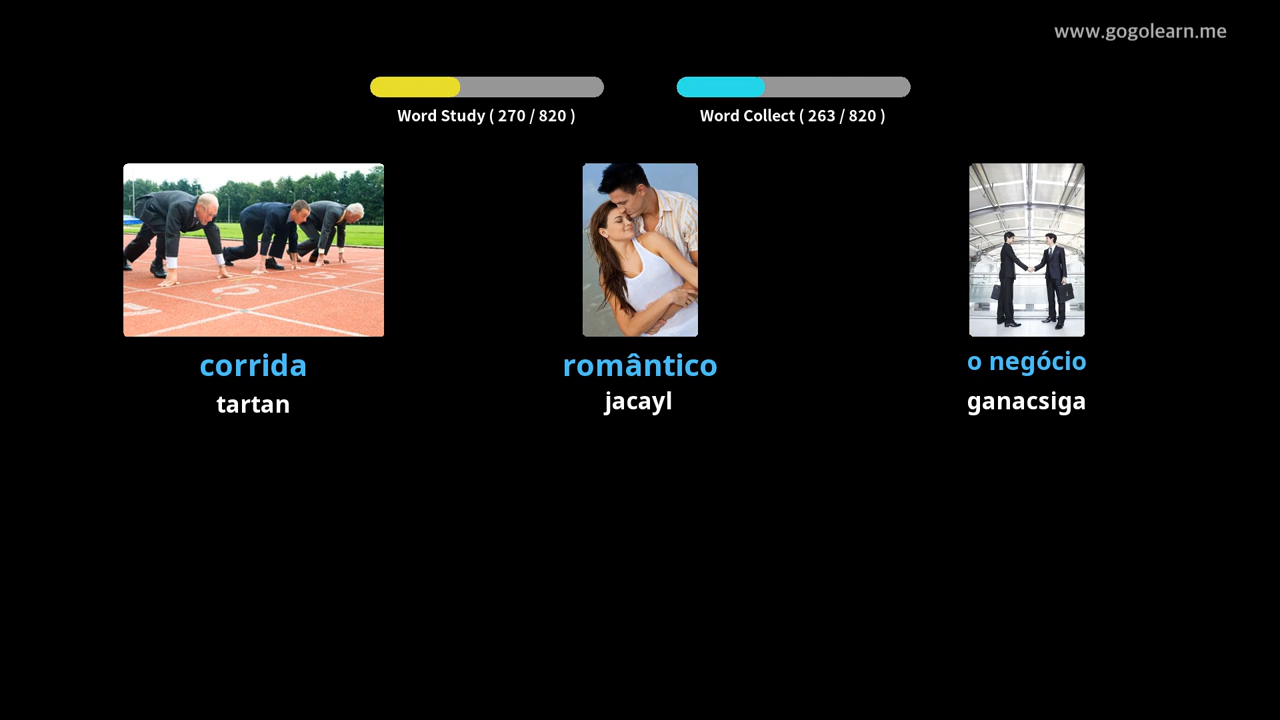 www.gogolearn.me
Word Study ( 270 / 820 )
Word Collect ( 263 / 820 )
corrida
tartan
romântico
jacayl
o negócio
ganacsiga